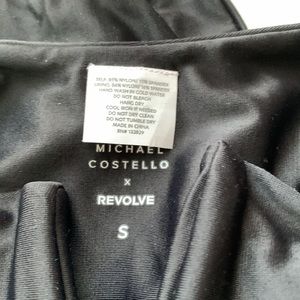 HAND WASH IN COLD WATER
DO NOT BLEACH
HANG DRY
COOL IRON IF NEEDED
DO NOT DRY CLEAN
DO NOT TUMBLE DRY
MADE IN CHINA
MICHAEL
COSTELLO
x
REVOLVE
S